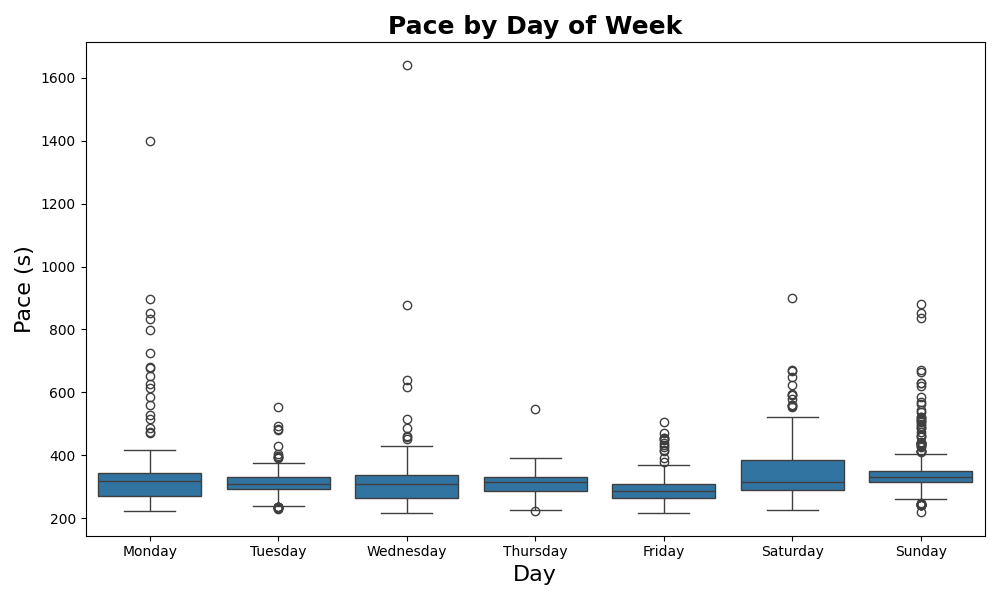 Pace by Day of Week
Pace (s)
1600
1400
1200
1000
800
600
400
200
Monday Tuesday Wednesday Thursday Friday Saturday Sunday
Day